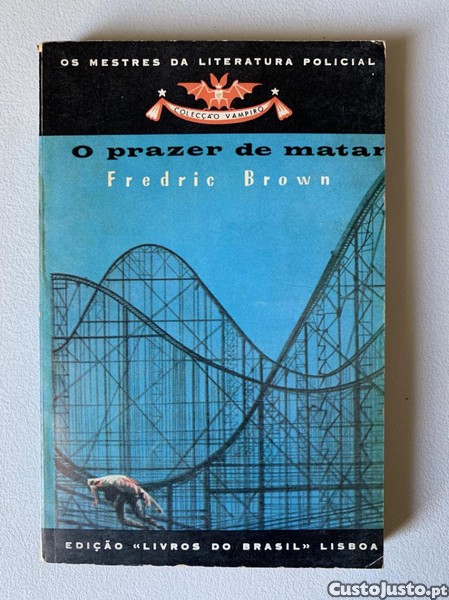 OS MESTRES DA LITERATURA POLICIAL
COLECÇÃO VAMPIRO
O prazer de matar
Fredric Brown
EDIÇÃO «LIVROS DO BRASIL» LISBOA
CustoJusto.pt